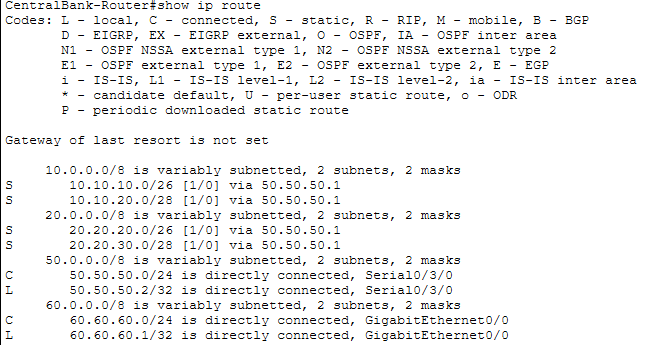 CentralBank-Router#show ip route
Codes: L - local, C - connected, S - static, R - RIP, M - mobile, B - BGP
D - EIGRP, EX - EIGRP external, O - OSPF, IA - OSPF inter area
N1 - OSPF NSSA external type 1, N2 - OSPF NSSA external type 2
E1 - OSPF external type 1, E2 - OSPF external type 2, E - EGP
i - IS-IS, L1 - IS-IS level-1, L2 - IS-IS level-2, ia - IS-IS inter area
* - candidate default, U - per-user static route, o - ODR
P - periodic downloaded static route
Gateway of last resort is not set
10.0.0.0/8 is variably subnetted, 2 subnets, 2 masks
S 10.10.10.0/26 [1/0] via 50.50.50.1
S 10.10.20.0/28 [1/0] via 50.50.50.1
20.0.0.0/8 is variably subnetted, 2 subnets, 2 masks
S 20.20.20.0/26 [1/0] via 50.50.50.1
S 20.20.30.0/28 [1/0] via 50.50.50.1
50.0.0.0/8 is variably subnetted, 2 subnets, 2 masks
C 50.50.50.0/24 is directly connected, Serial0/3/0
L 50.50.50.2/32 is directly connected, Serial0/3/0
60.0.0.0/8 is variably subnetted, 2 subnets, 2 masks
C 60.60.60.0/24 is directly connected, GigabitEthernet0/0
L 60.60.60.1/32 is directly connected, GigabitEthernet0/0